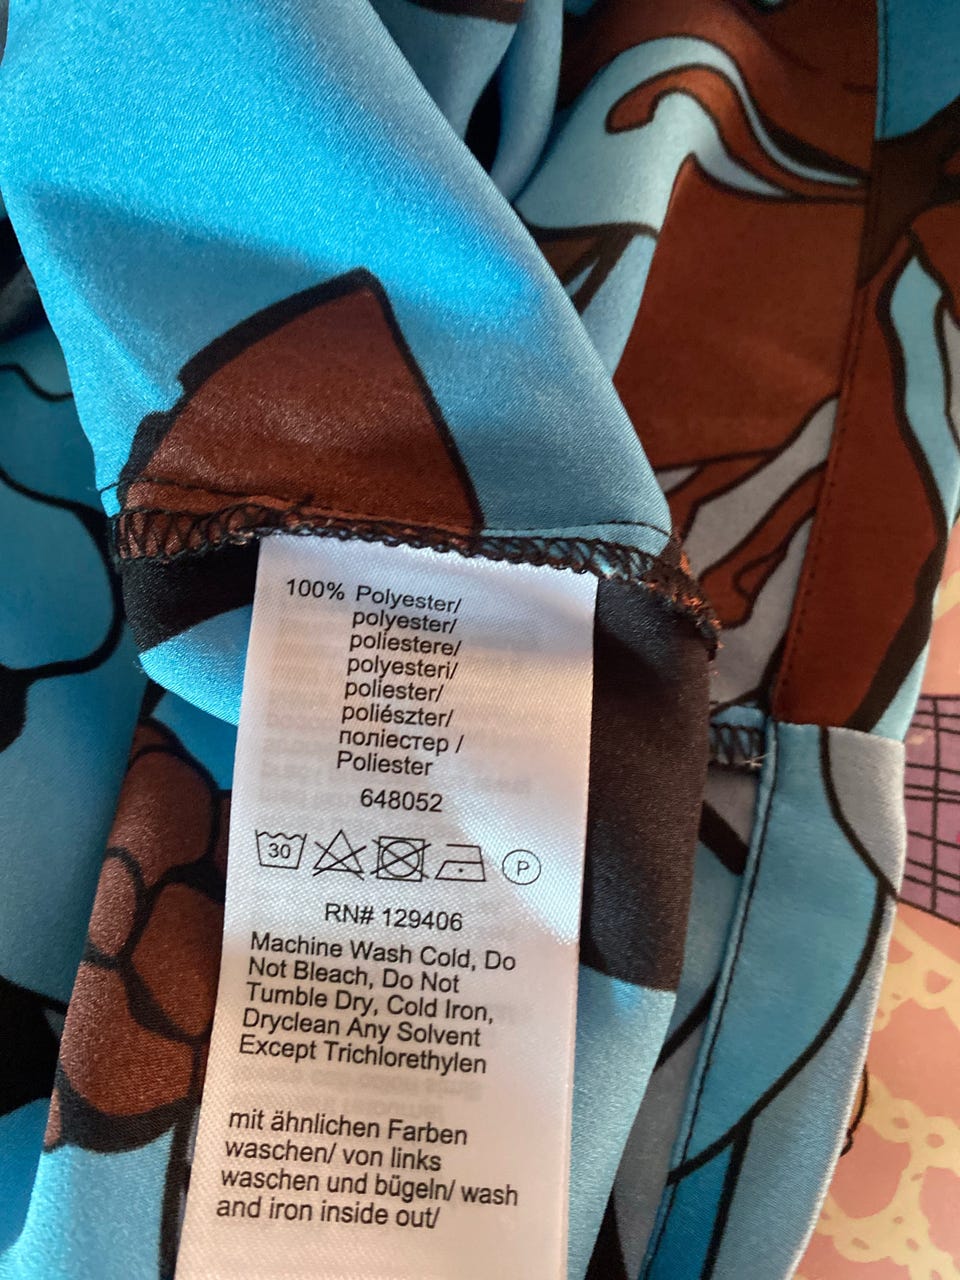 100% Polyester/
polyester/
poliestere/
polyesteri/
poliester/
poliészter/
поліестер /
Poliester
648052
30 P
RN# 129406
Machine Wash Cold, Do
Not Bleach, Do Not
Tumble Dry, Cold Iron,
Dryclean Any Solvent
Except Trichlorethylen
mit ähnlichen Farben
waschen/ von links
waschen und bügeln/ wash
and iron inside out/